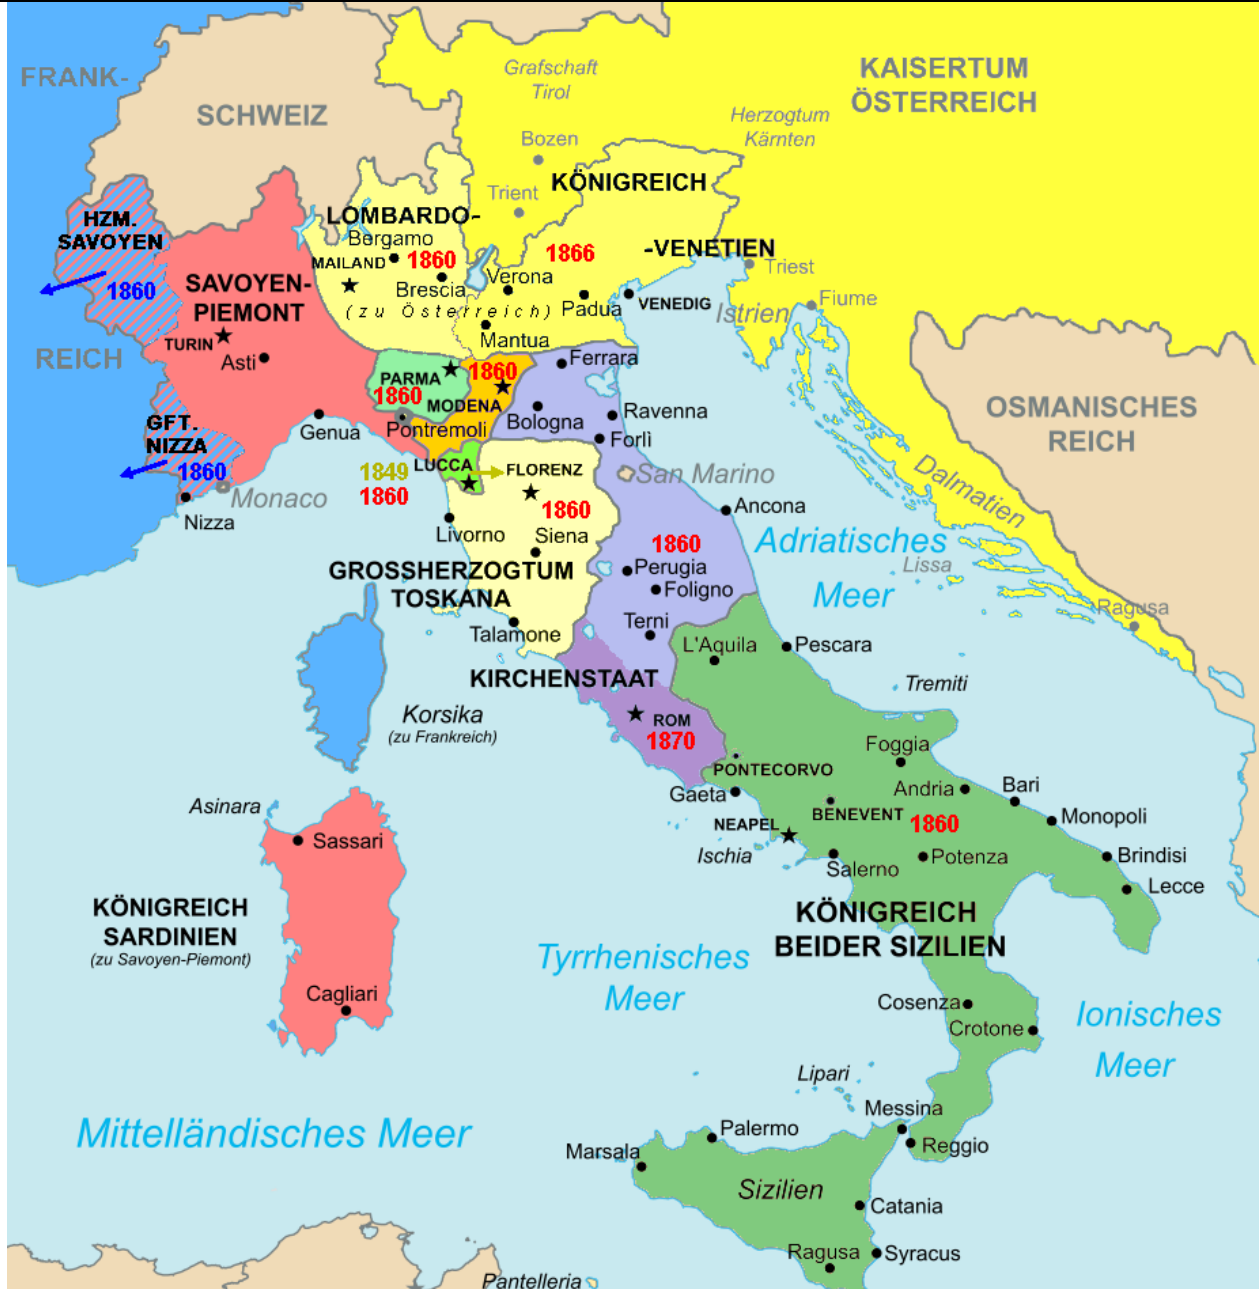 FRANK-
SCHWEIZ
Grafschaft
Tirol
KAISERTUM
ÖSTERREICH
Herzogtum
Kärnten
Bozen
Trient
KÖNIGREICH
HZM.
SAVOYEN
1860
LOMBARDO-
Bergamo
MAILAND
1860
Brescia
1866
-VENETIEN
Verona
Padua
VENEDIG
Triest
Fiume
Istrien
(zu Österreich)
Mantua
SAVOYEN-
PIEMONT
TURIN
Asti
REICH
Ferrara
PARMA
1860
1860
MODENA
Pontremoli
Bologna
Ravenna
Forlì
OSMANISCHES
REICH
GFT.
NIZZA
1860
Genua
Monaco
Nizza
1849
1860
LUCCA
FLORENZ
1860
San Marino
Dalmatien
Ancona
Livorno
Siena
1860
Perugia
Foligno
Adriatisches
Meer
Lissa
Ragusa
GROSSHERZOGTUM
TOSKANA
Talamone
Terni
L'Aquila
Pescara
KIRCHENSTAAT
Tremiti
Korsika
(zu Frankreich)
ROM
1870
Foggia
PONTECORVO
Gaeta
Andria
Bari
Asinara
Sassari
NEAPEL
BENEVENT
1860
Monopoli
Ischia
Salerno
Potenza
Brindisi
Lecce
KÖNIGREICH
SARDINIEN
(zu Savoyen-Piemont)
KÖNIGREICH
BEIDER SIZILIEN
Tyrrhenisches
Meer
Cagliari
Cosenza
Crotone
Ionisches
Meer
Lipari
Mittelländisches Meer
Messina
Palermo
Reggio
Marsala
Sizilien
Catania
Ragusa
Syracus
Pantelleria